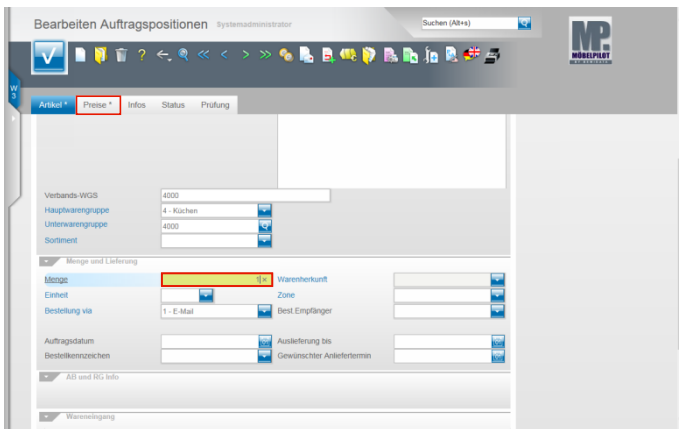 Bearbeiten Auftragspositionen Systemadministrator
Suchen (Alt+s)
MP.
MÖBELPILOT
W
3
Artikel * Preise * Infos Status Prüfung
Verbands-WGS 4000
Hauptwarengruppe 4 - Küchen
Unterwarengruppe 4000
Sortiment
Menge und Lieferung
Menge 1 Warenherkunft
Einheit Zone
Bestellung via 1 - E-Mail Best.Empfänger
Auftragsdatum Auslieferung bis
Bestellkennzeichen Gewünschter Anliefertermin
AB und RG Info
Wareneingang